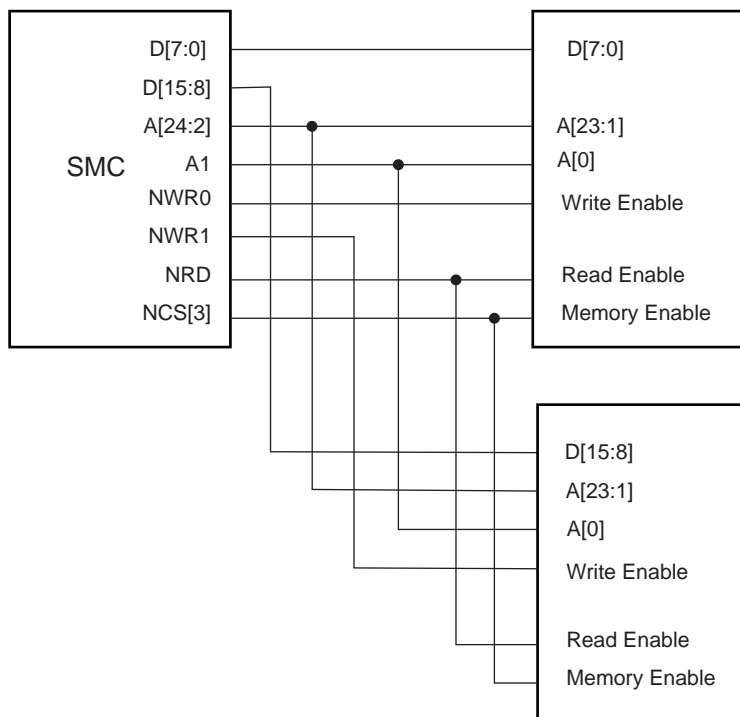 D[7:0]
D[15:8]
A[24:2]
A1
SMC
NWR0
NWR1
NRD
NCS[3]
D[7:0]
A[23:1]
A[0]
Write Enable
Read Enable
Memory Enable
D[15:8]
A[23:1]
A[0]
Write Enable
Read Enable
Memory Enable